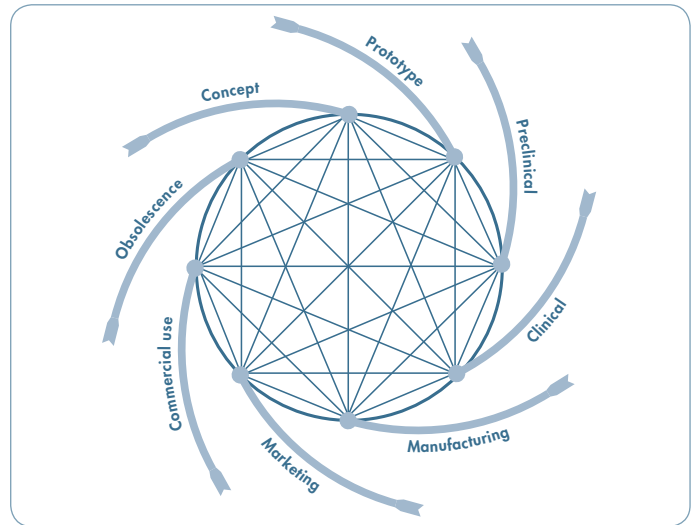 Concept
Prototype
Preclinical
Clinical
Manufacturing
Marketing
Commercial use
Obsolescence